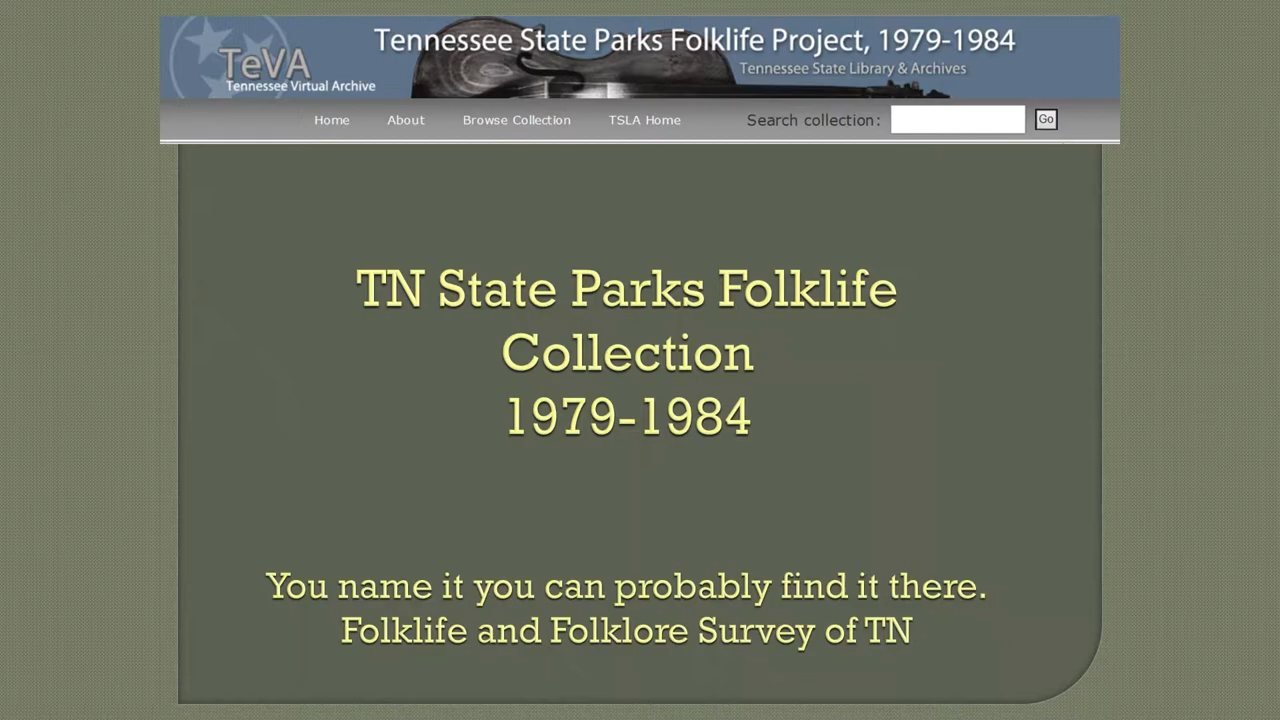 Tennessee State Parks Folklife Project, 1979-1984
TeVA
Tennessee State Library & Archives
Tennessee Virtual Archive
Home About Browse Collection TSLA Home Search collection: Go
TN State Parks Folklife
Collection
1979-1984
You name it you can probably find it there.
Folklife and Folklore Survey of TN